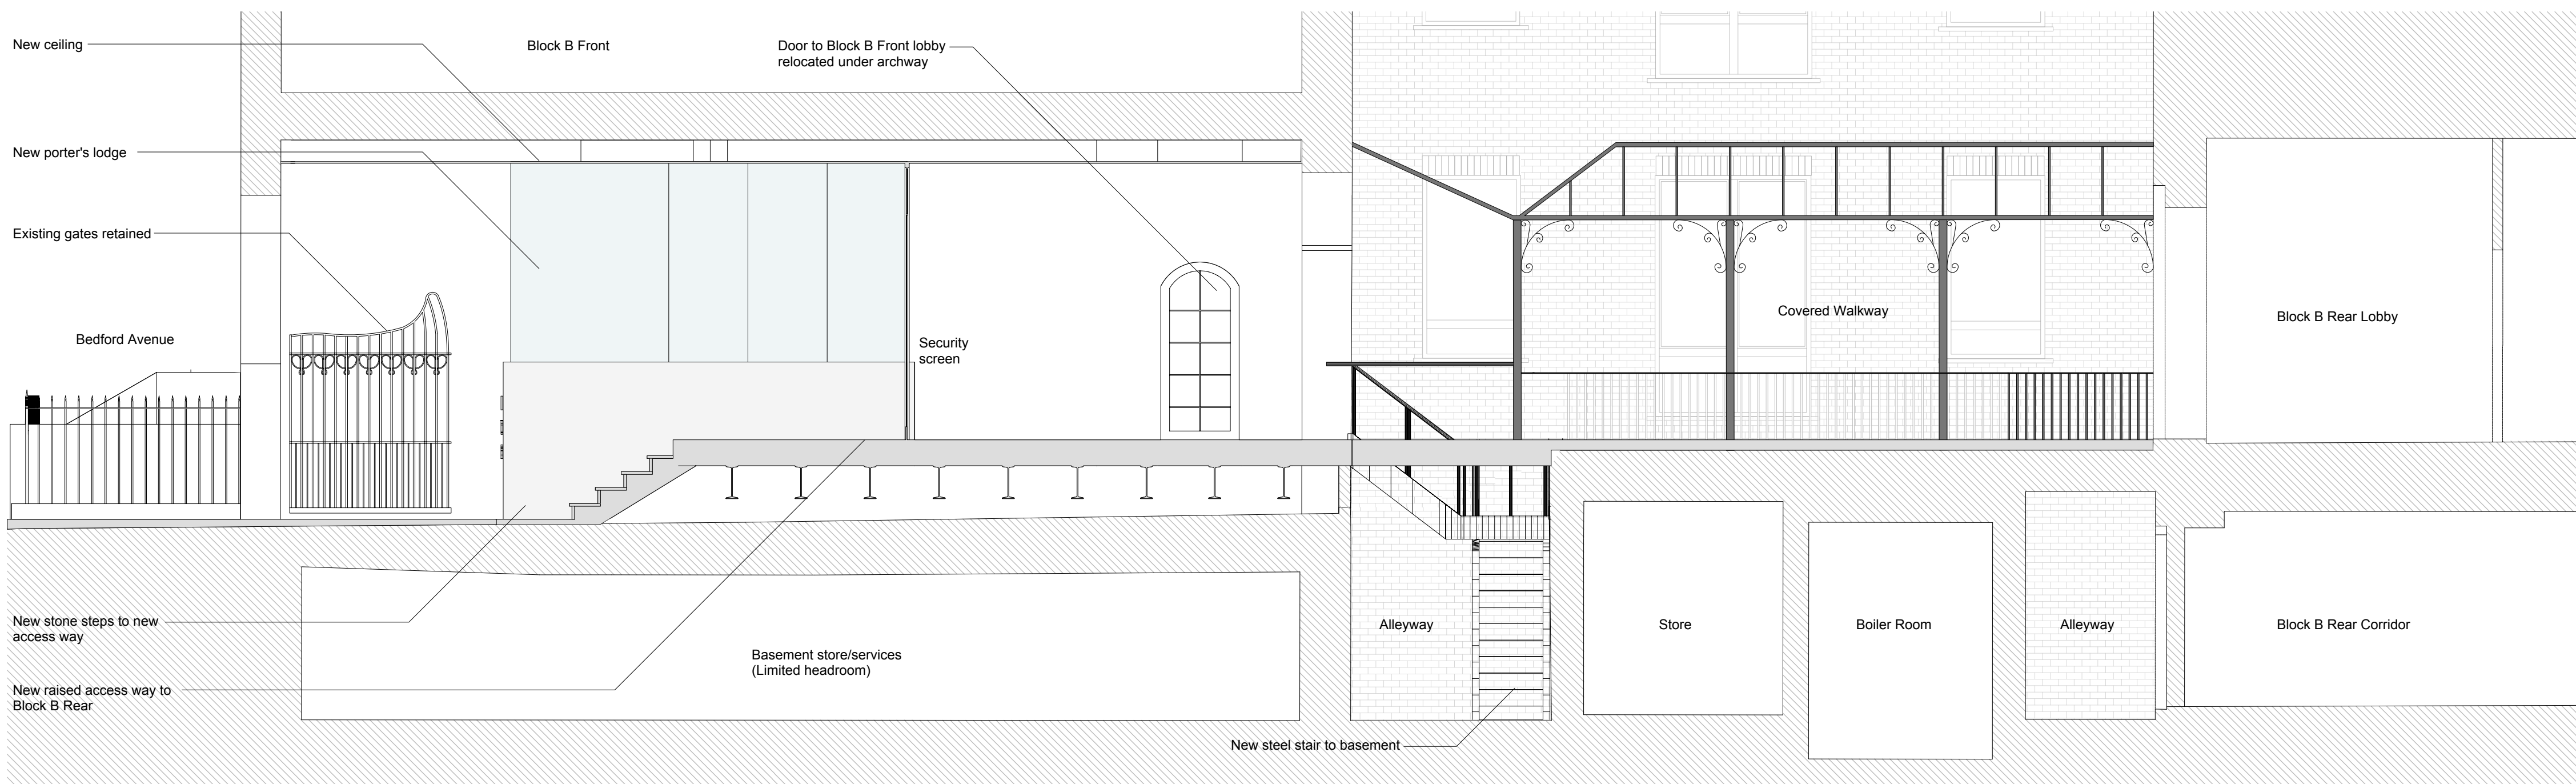 New ceiling
Block B Front
Door to Block B Front lobby
relocated under archway
New porter's lodge
Existing gates retained
Bedford Avenue
Security
screen
Covered Walkway
Block B Rear Lobby
New stone steps to new
access way
Basement store/services
(Limited headroom)
Alleyway
Store
Boiler Room
Alleyway
Block B Rear Corridor
New raised access way to
Block B Rear
New steel stair to basement